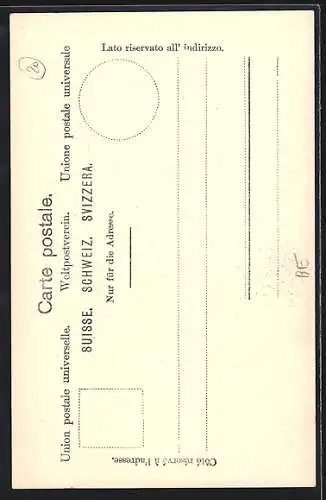 Carte postale.
Union postale universelle. Weltpostverein. Unione postale universale
SUISSE. SCHWEIZ. SVIZZERA.
Nur für die Adresse.
Côté réservé à l'adresse.
Lato riservato all' indirizzo.
20